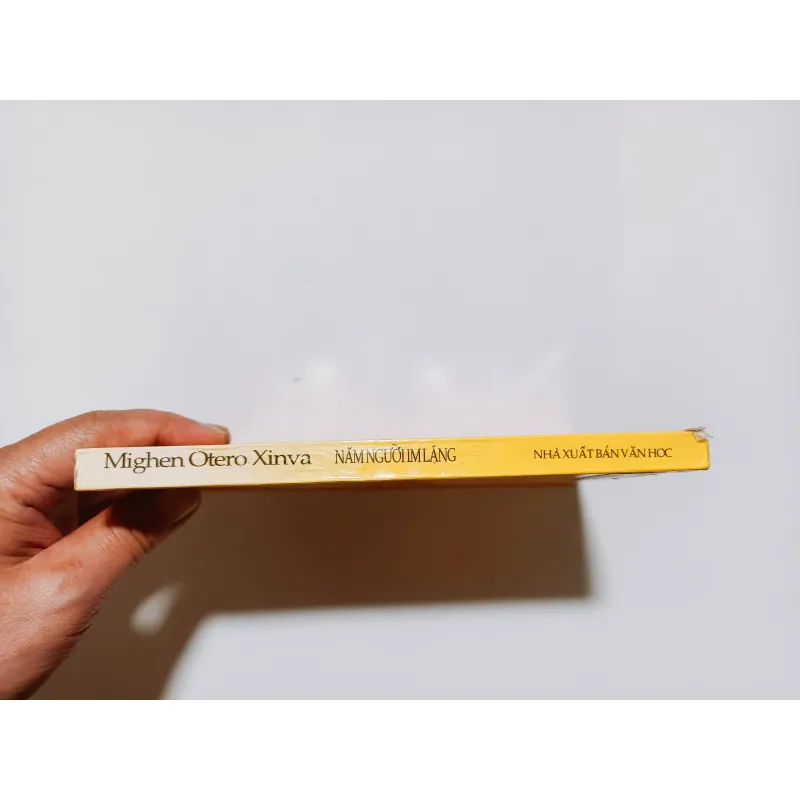 Mighen Otero Xinva NĂM NGƯỜI IM LẶNG NHÀ XUẤT BẢN VĂN HỌC